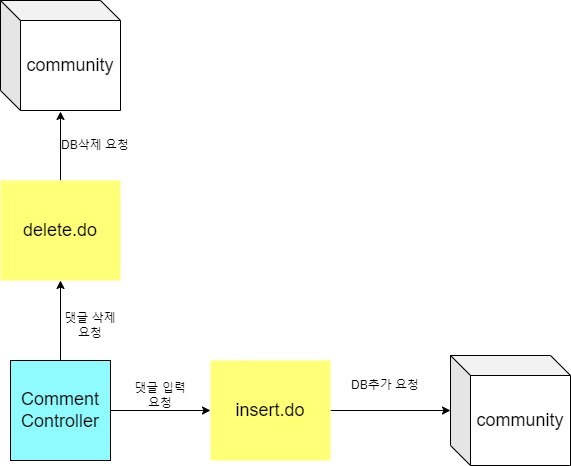 community
DB삭제 요청
delete.do
댓글 삭제
요청
Comment
Controller
댓글 입력
요청
insert.do
DB추가 요청
community